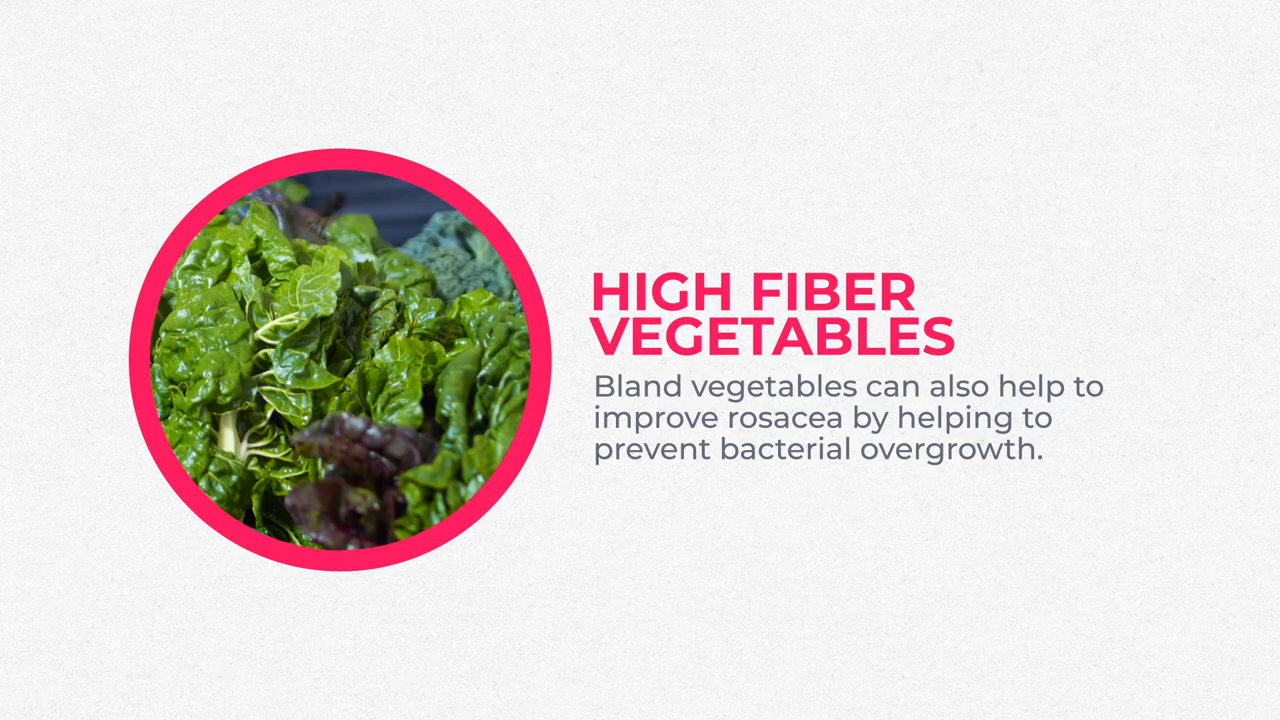 HIGH FIBER
VEGETABLES
Bland vegetables can also help to
improve rosacea by helping to
prevent bacterial overgrowth.